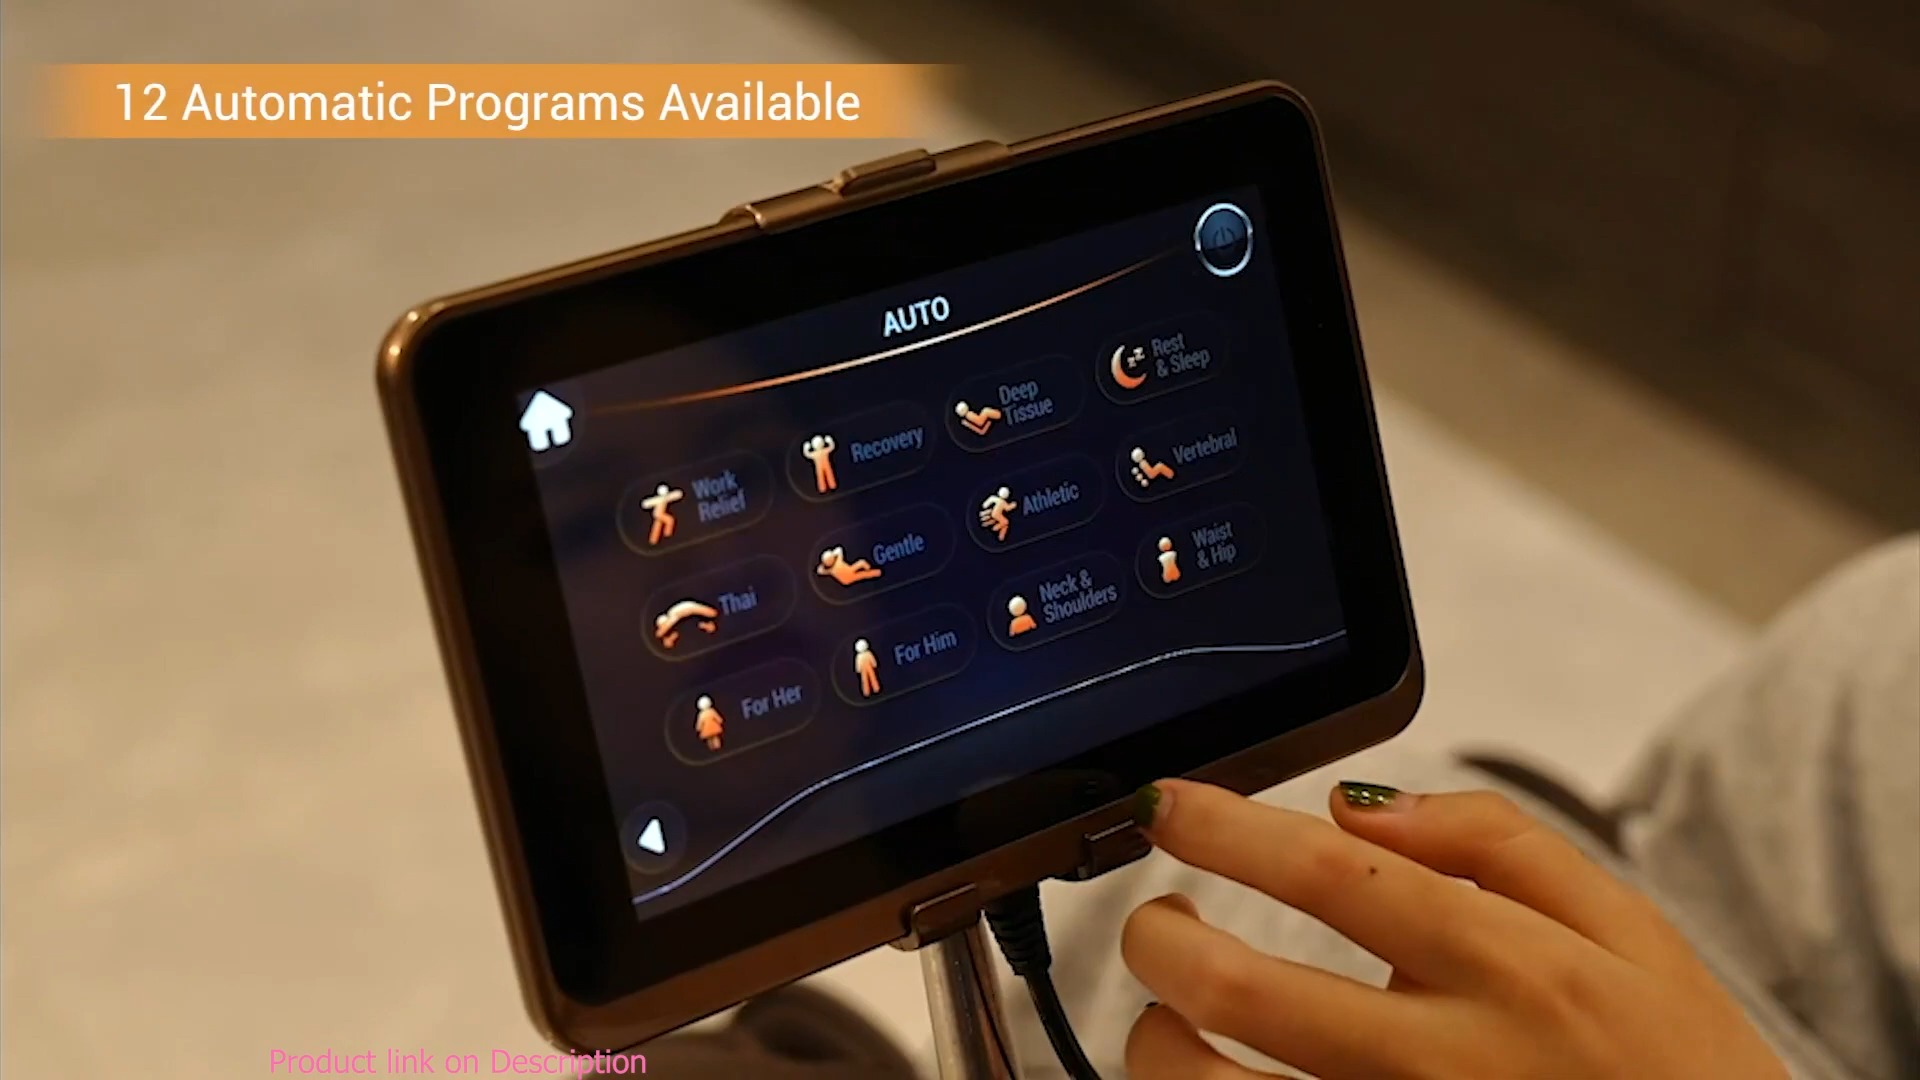 12 Automatic Programs Available
AUTO
Work
Relief
Recovery
Deep
Tissue
Rest
& Sleep
Thai
Gentle
Athletic
Vertebral
For Her
For Him
Neck &
Shoulders
Waist
& Hip
Product link on Description